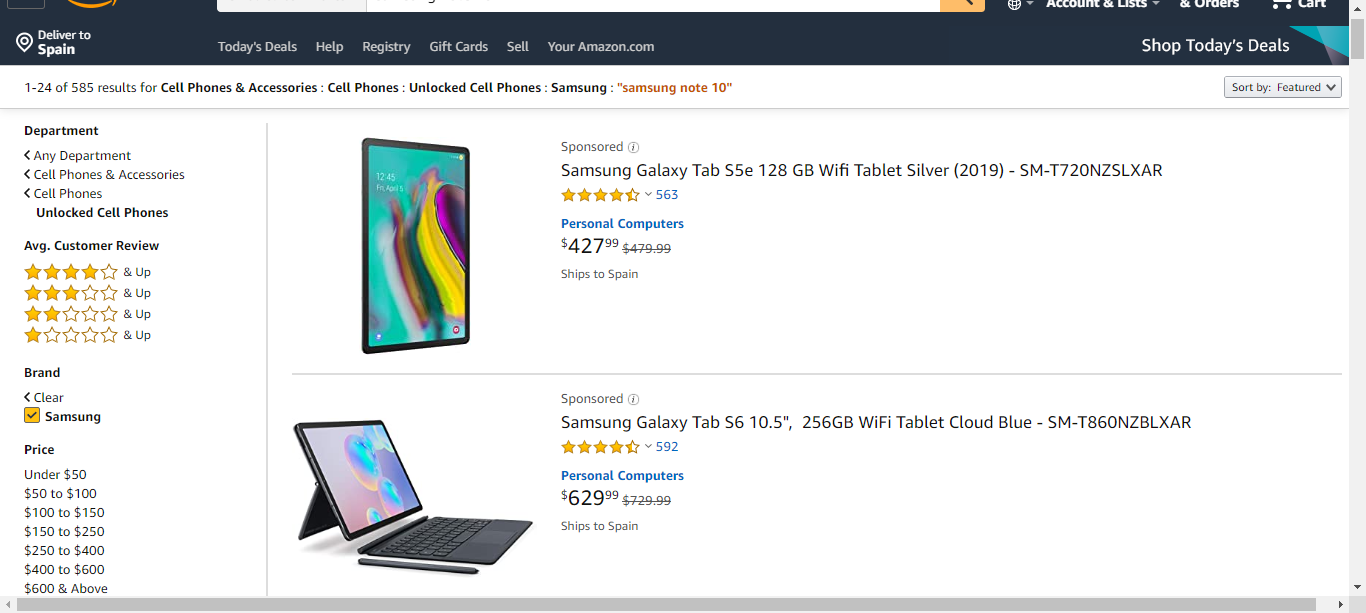 Account & Lists
& Orders
Cart
Deliver to
Spain
Today's Deals
Help
Registry
Gift Cards
Sell
Your Amazon.com
Shop Today's Deals
1-24 of 585 results for Cell Phones & Accessories : Cell Phones : Unlocked Cell Phones : Samsung : "samsung note 10"
Sort by: Featured
Department
Any Department
Cell Phones & Accessories
Cell Phones
Unlocked Cell Phones
Avg. Customer Review
& Up
& Up
& Up
& Up
Brand
Clear
Samsung
Price
Under $50
$50 to $100
$100 to $150
$150 to $250
$250 to $400
$400 to $600
$600 & Above
12:45
Fri, April 5
Sponsored
Samsung Galaxy Tab S5e 128 GB Wifi Tablet Silver (2019) - SM-T720NZSLXAR
563
Personal Computers
$427.99 $479.99
Ships to Spain
Sponsored
Samsung Galaxy Tab S6 10.5", 256GB WiFi Tablet Cloud Blue - SM-T860NZBLXAR
592
Personal Computers
$629.99 $729.99
Ships to Spain